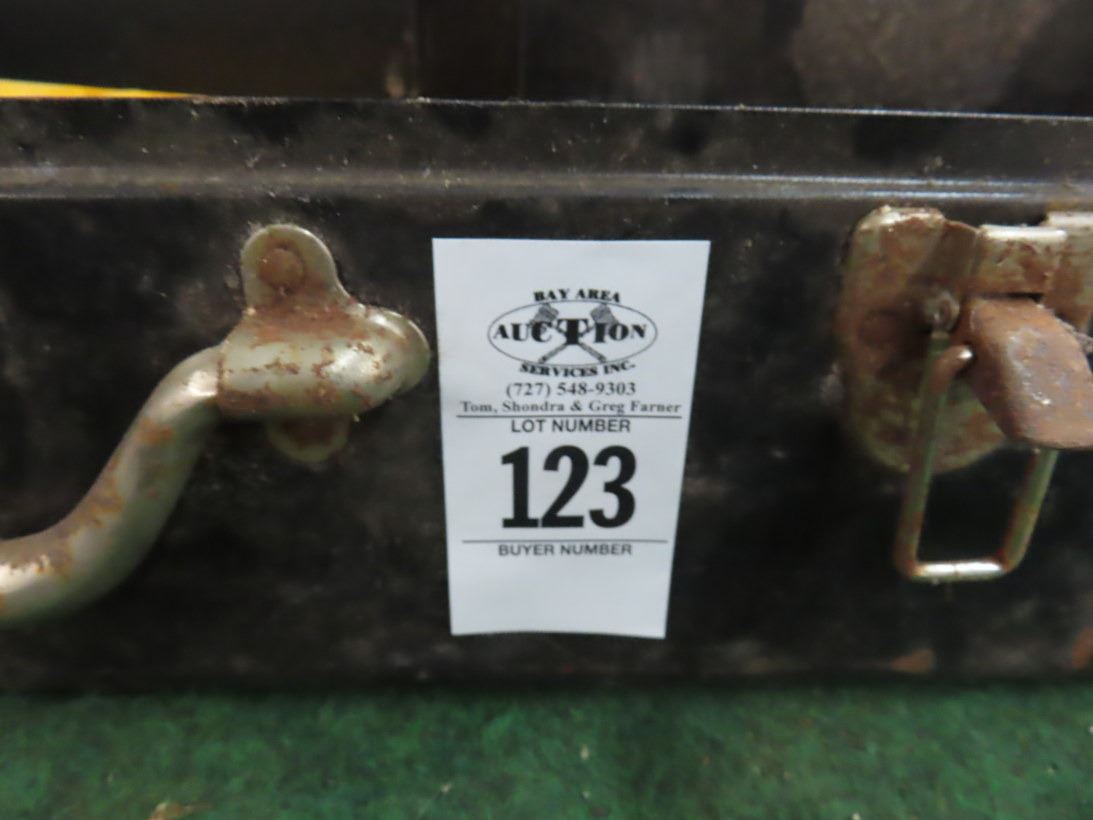 BAY AREA
AUCTION
SERVICES INC.
(727) 548-9303
Tom, Shondra & Greg Farner
LOT NUMBER
123
BUYER NUMBER